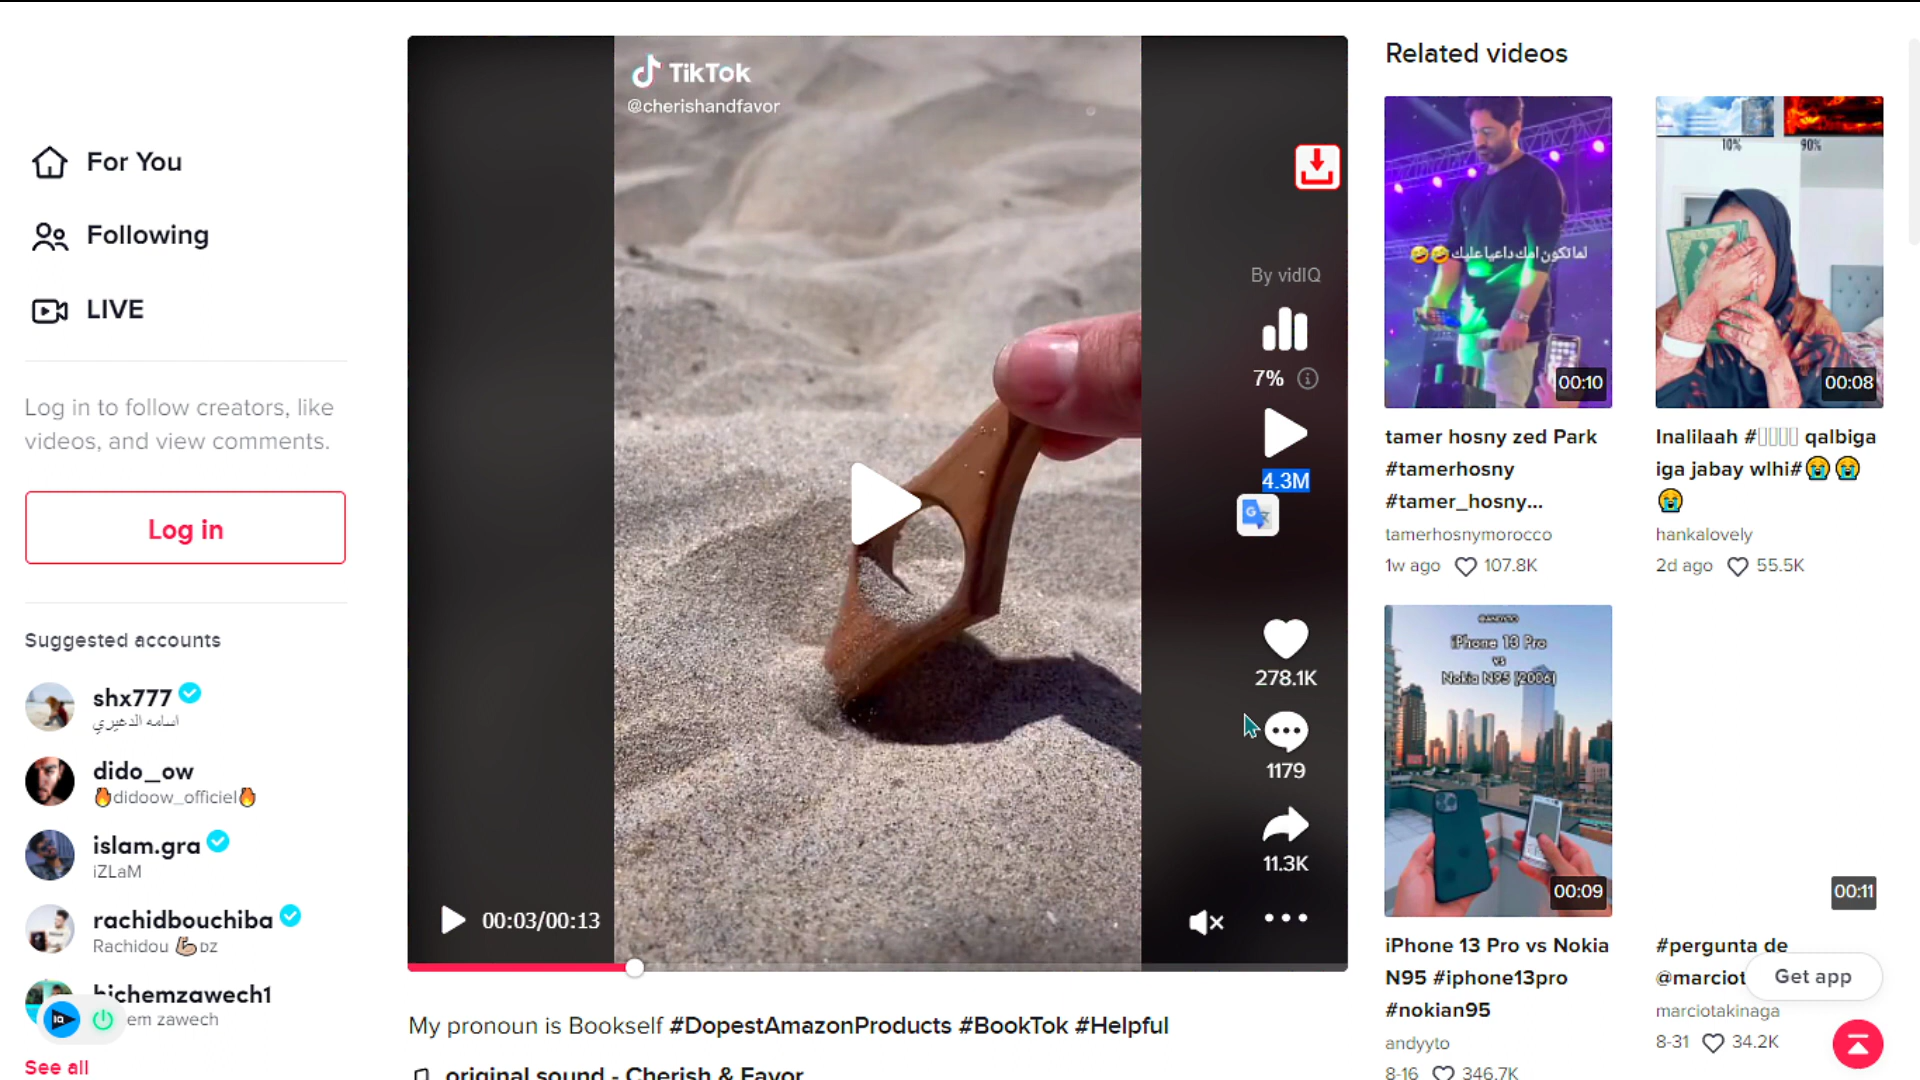 For You
Following
LIVE
Log in to follow creators, like
videos, and view comments.
Log in
Suggested accounts
shx777
اسامه الدعيري
dido_ow
🔥didoow_officiel🔥
islam.gra
iZLaM
rachidbouchiba
Rachidou 💪🏼DZ
hichemzawech1
em zawech
See all
TikTok
@cherishandfavor
By vidIQ
7%
4.3M
278.1K
1179
11.3K
00:03/00:13
My pronoun is Bookself #DopestAmazonProducts #BookTok #Helpful
original sound - Cherish & Favor
Related videos
لما تكون امك داعيا عليك 🤣🤣
00:10
tamer hosny zed Park
#tamerhosny
#tamer_hosny...
tamerhosnymorocco
1w ago 107.8K
10% 90%
00:08
Inalilaah #▯▯▯▯ qalbiga
iga jabay wlhi#😭😭
😭
hankalovely
2d ago 55.5K
iPhone 13 Pro
vs
Nokia N95 (2006)
00:09
iPhone 13 Pro vs Nokia
N95 #iphone13pro
#nokian95
andyyto
8-16 346.7K
00:11
#pergunta de
@marciot
marciotakinaga
8-31 34.2K
Get app